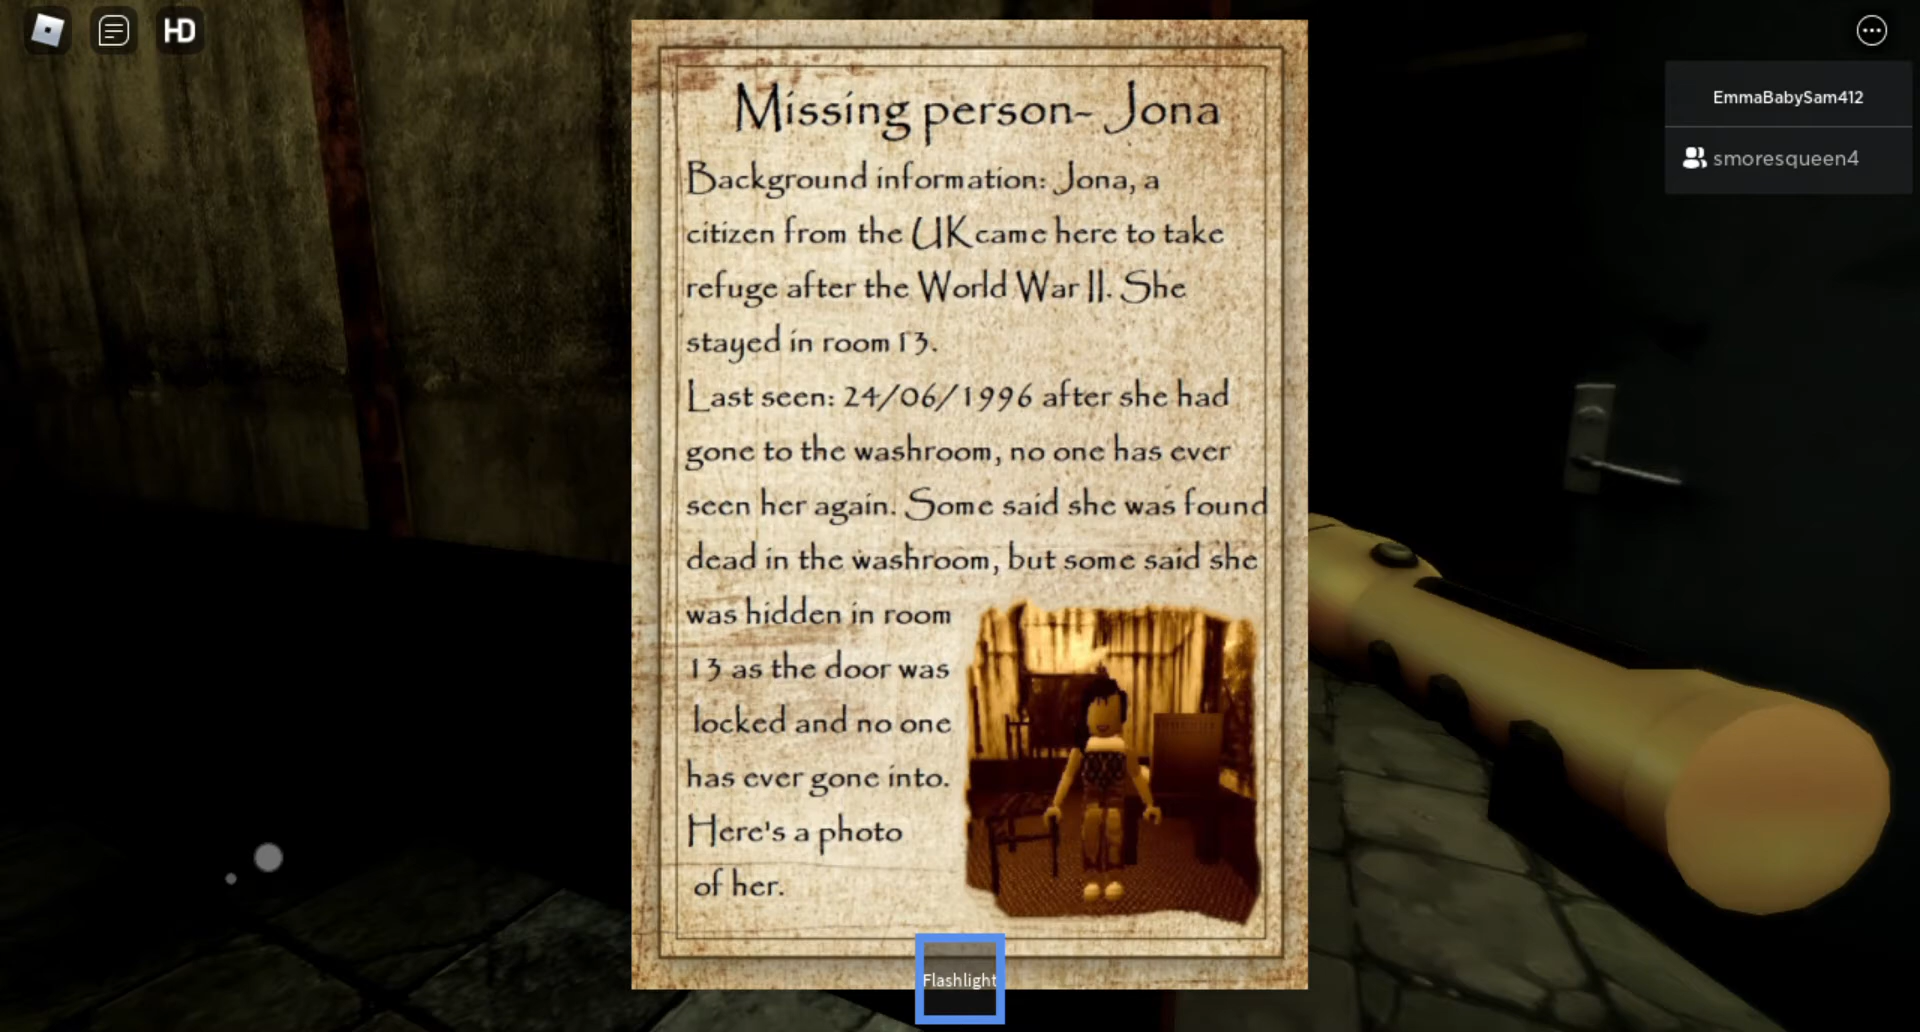 HD
EmmaBabySam412
smoresqueen4
Missing person- Jona
Background information: Jona, a
citizen from the UK came here to take
refuge after the World War II. She
stayed in room 13.
Last seen: 24/06/1996 after she had
gone to the washroom, no one has ever
seen her again. Some said she was found
dead in the washroom, but some said she
was hidden in room
13 as the door was
locked and no one
has ever gone into.
Here's a photo
of her.
Flashlight